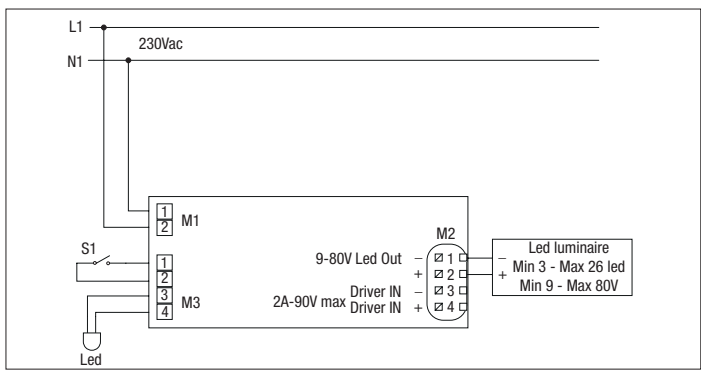 L1
230Vac
N1
1
2
M1
M2
S1
1
2
3
4
M3
9-80V Led Out
–
+
1
2
Driver IN –
2A-90V max Driver IN +
3
4
– Led luminaire
Min 3 - Max 26 led
+ Min 9 - Max 80V
Led